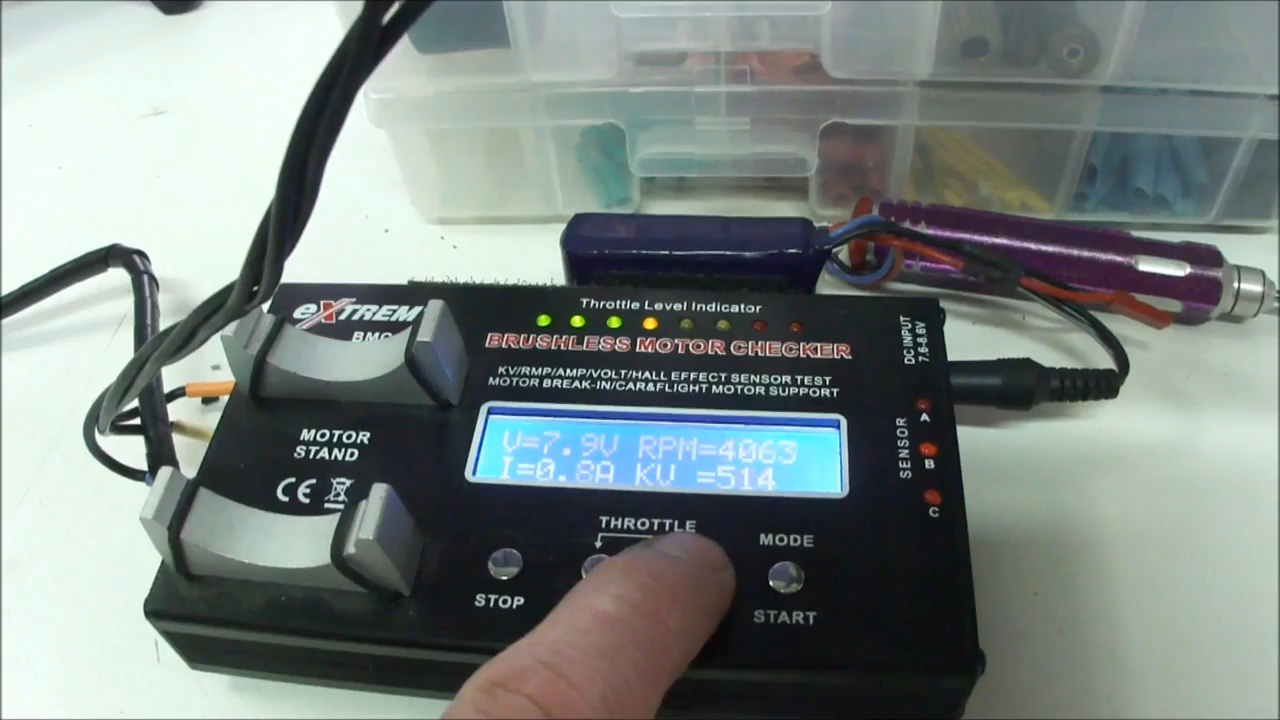 Throttle Level Indicator
eXTREM
BMC
BRUSHLESS MOTOR CHECKER
KV/RMP/AMP/VOLT/HALL EFFECT SENSOR TEST
MOTOR BREAK-IN/CAR&FLIGHT MOTOR SUPPORT
DC INPUT
7.6-8.6V
MOTOR
STAND
CE
V=7.9V RPM=4063
I=0.8A KV =514
SENSOR
A
B
C
THROTTLE
MODE
STOP
START